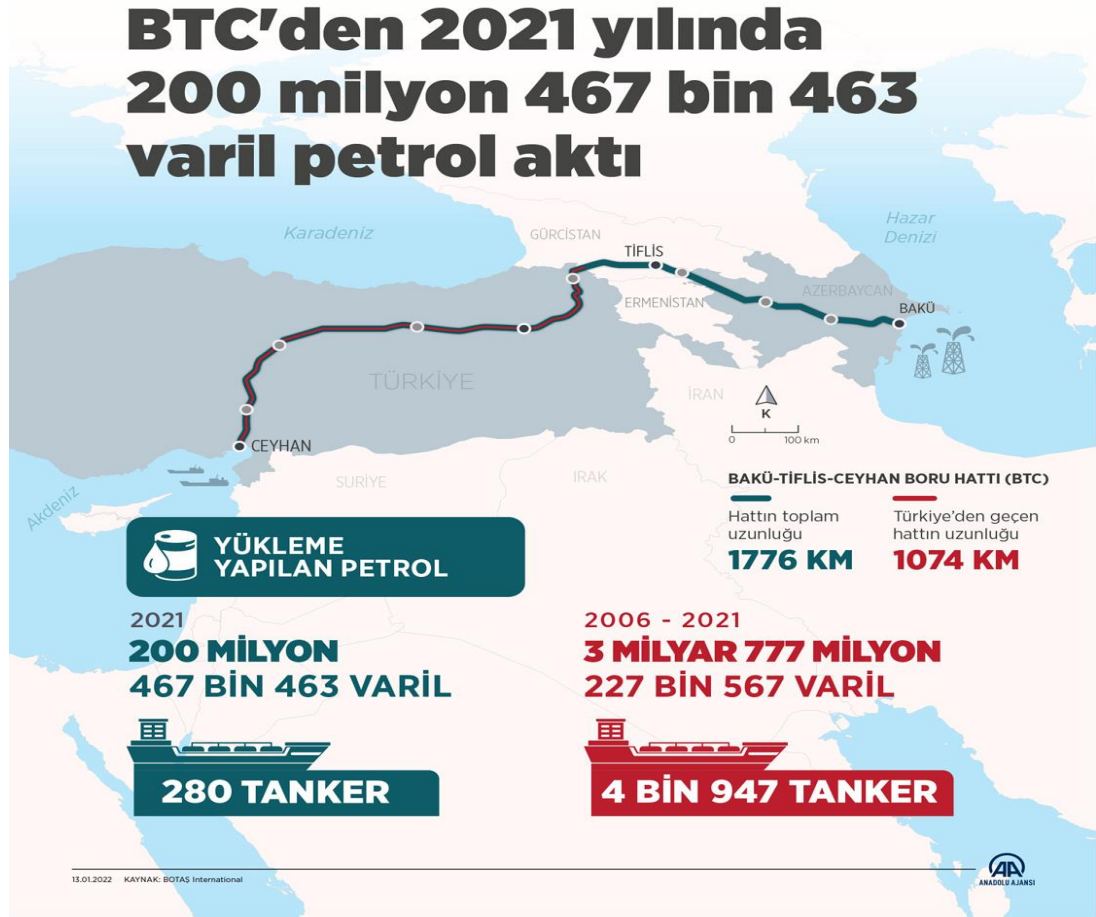 BTC'den 2021 yılında
200 milyon 467 bin 463
varil petrol aktı
Karadeniz
Hazar
Denizi
GÜRCİSTAN
TİFLİS
ERMENİSTAN
AZERBAYCAN
BAKÜ
TÜRKİYE
İRAN
K
0 100 km
CEYHAN
SURİYE
IRAK
Akdeniz
BAKÜ-TİFLİS-CEYHAN BORU HATTI (BTC)
Hattın toplam
uzunluğu
1776 KM
Türkiye'den geçen
hattın uzunluğu
1074 KM
YÜKLEME
YAPILAN PETROL
2021
200 MİLYON
467 BİN 463 VARİL
280 TANKER
2006 - 2021
3 MİLYAR 777 MİLYON
227 BİN 567 VARİL
4 BİN 947 TANKER
13.01.2022 KAYNAK: BOTAŞ International
AA
ANADOLU AJANSI